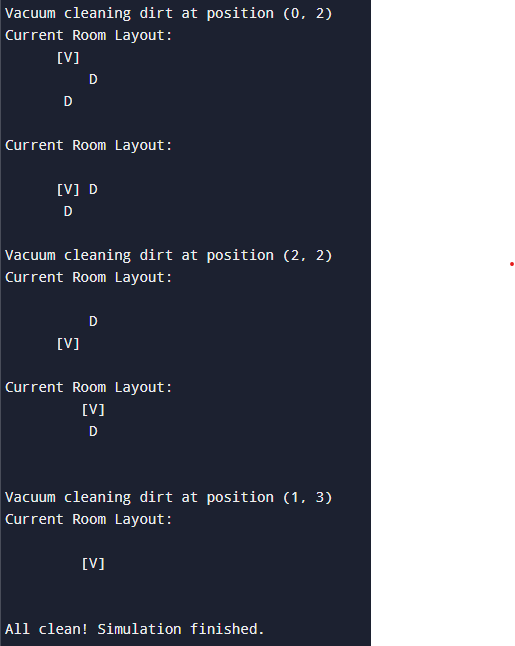 Vacuum cleaning dirt at position (0, 2)
Current Room Layout:
      [V]
          D
       D
Current Room Layout:
      [V] D
       D
Vacuum cleaning dirt at position (2, 2)
Current Room Layout:
          D
      [V]
Current Room Layout:
         [V]
          D
Vacuum cleaning dirt at position (1, 3)
Current Room Layout:
         [V]
All clean! Simulation finished.